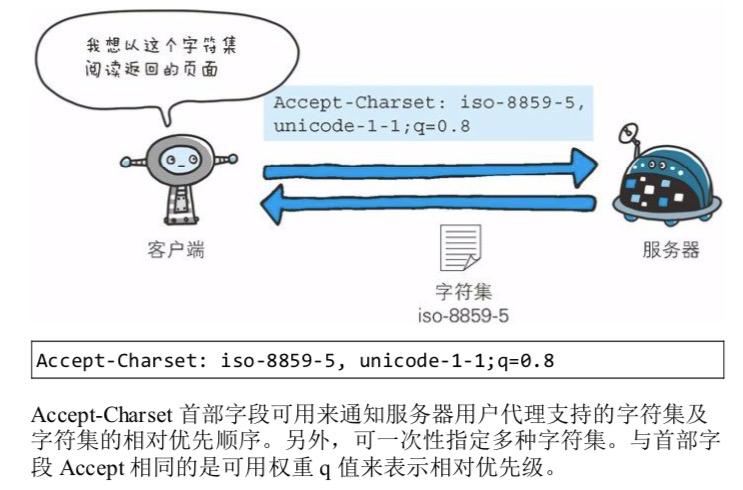 我想以这个字符集
阅读返回的页面
Accept-Charset: iso-8859-5,
unicode-1-1;q=0.8
客户端
服务器
字符集
iso-8859-5
Accept-Charset: iso-8859-5, unicode-1-1;q=0.8
Accept-Charset 首部字段可用来通知服务器用户代理支持的字符集及
字符集的相对优先顺序。另外，可一次性指定多种字符集。与首部字
段 Accept 相同的是可用权重 q 值来表示相对优先级。